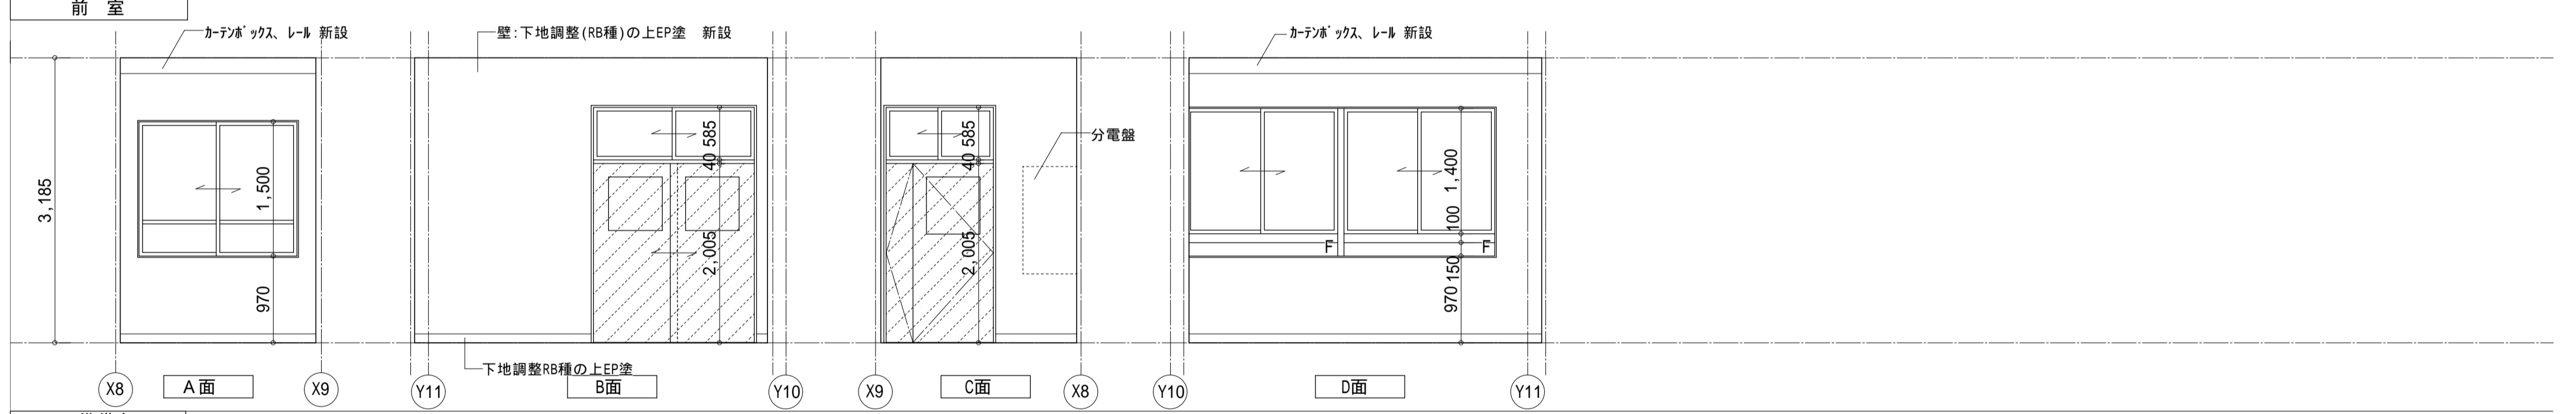 前 室
カーテンボックス、レール 新設
壁:下地調整(RB種)の上EP塗 新設
カーテンボックス、レール 新設
3,185
1,500
970
40 585
2,005
40 585
2,005
分電盤
1,400
100
150
970
F
F
下地調整RB種の上EP塗
X8
A面
X9
Y11
B面
Y10
X9
C面
X8
Y10
D面
Y11